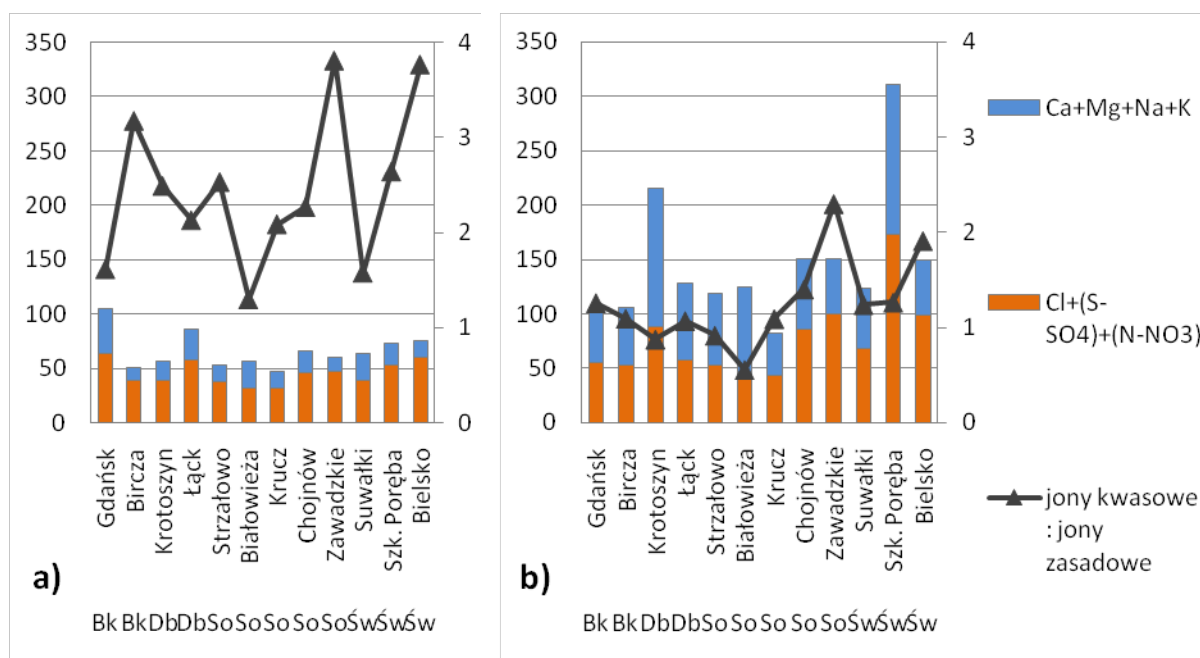 350
300
250
200
150
100
50
0
4
3
2
1
0
Gdańsk
Bircza
Krotoszyn
Łąck
Strzałowo
Białowieża
Krucz
Chojnów
Zawadzkie
Suwałki
Szk. Poręba
Bielsko
a)
Bk Bk Db Db So So So So So Św Św Św
350
300
250
200
150
100
50
0
4
3
2
1
0
Gdańsk
Bircza
Krotoszyn
Łąck
Strzałowo
Białowieża
Krucz
Chojnów
Zawadzkie
Suwałki
Szk. Poręba
Bielsko
b)
Bk Bk Db Db So So So So So Św Św Św
Ca+Mg+Na+K
Cl+(S-
SO4)+(N-NO3)
jony kwasowe
: jony
zasadowe